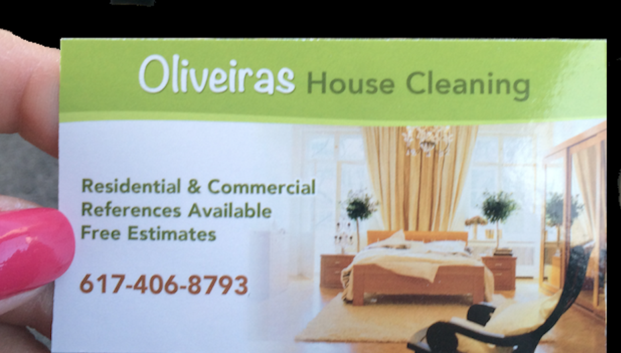 Oliveiras House Cleaning
Residential & Commercial
References Available
Free Estimates
617-406-8793